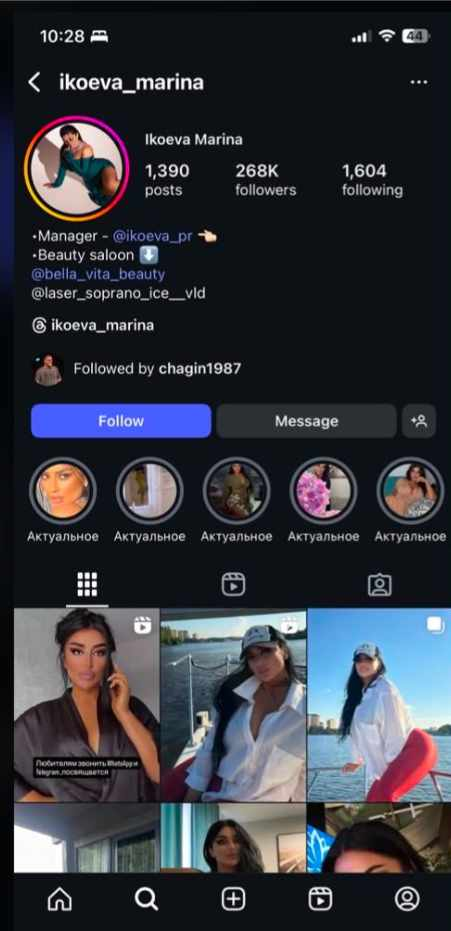 10:28
44
ikoeva_marina
Ikoeva Marina
1,390 268K 1,604
posts followers following
•Manager - @ikoeva_pr 👈🏻
•Beauty saloon ⬇️
@bella_vita_beauty
@laser_soprano_ice__vld
ikoeva_marina
Followed by chagin1987
Follow Message
Актуальное Актуальное Актуальное Актуальное Актуальное
Любителям звонить WhatsApp и
Telegram, посвящается